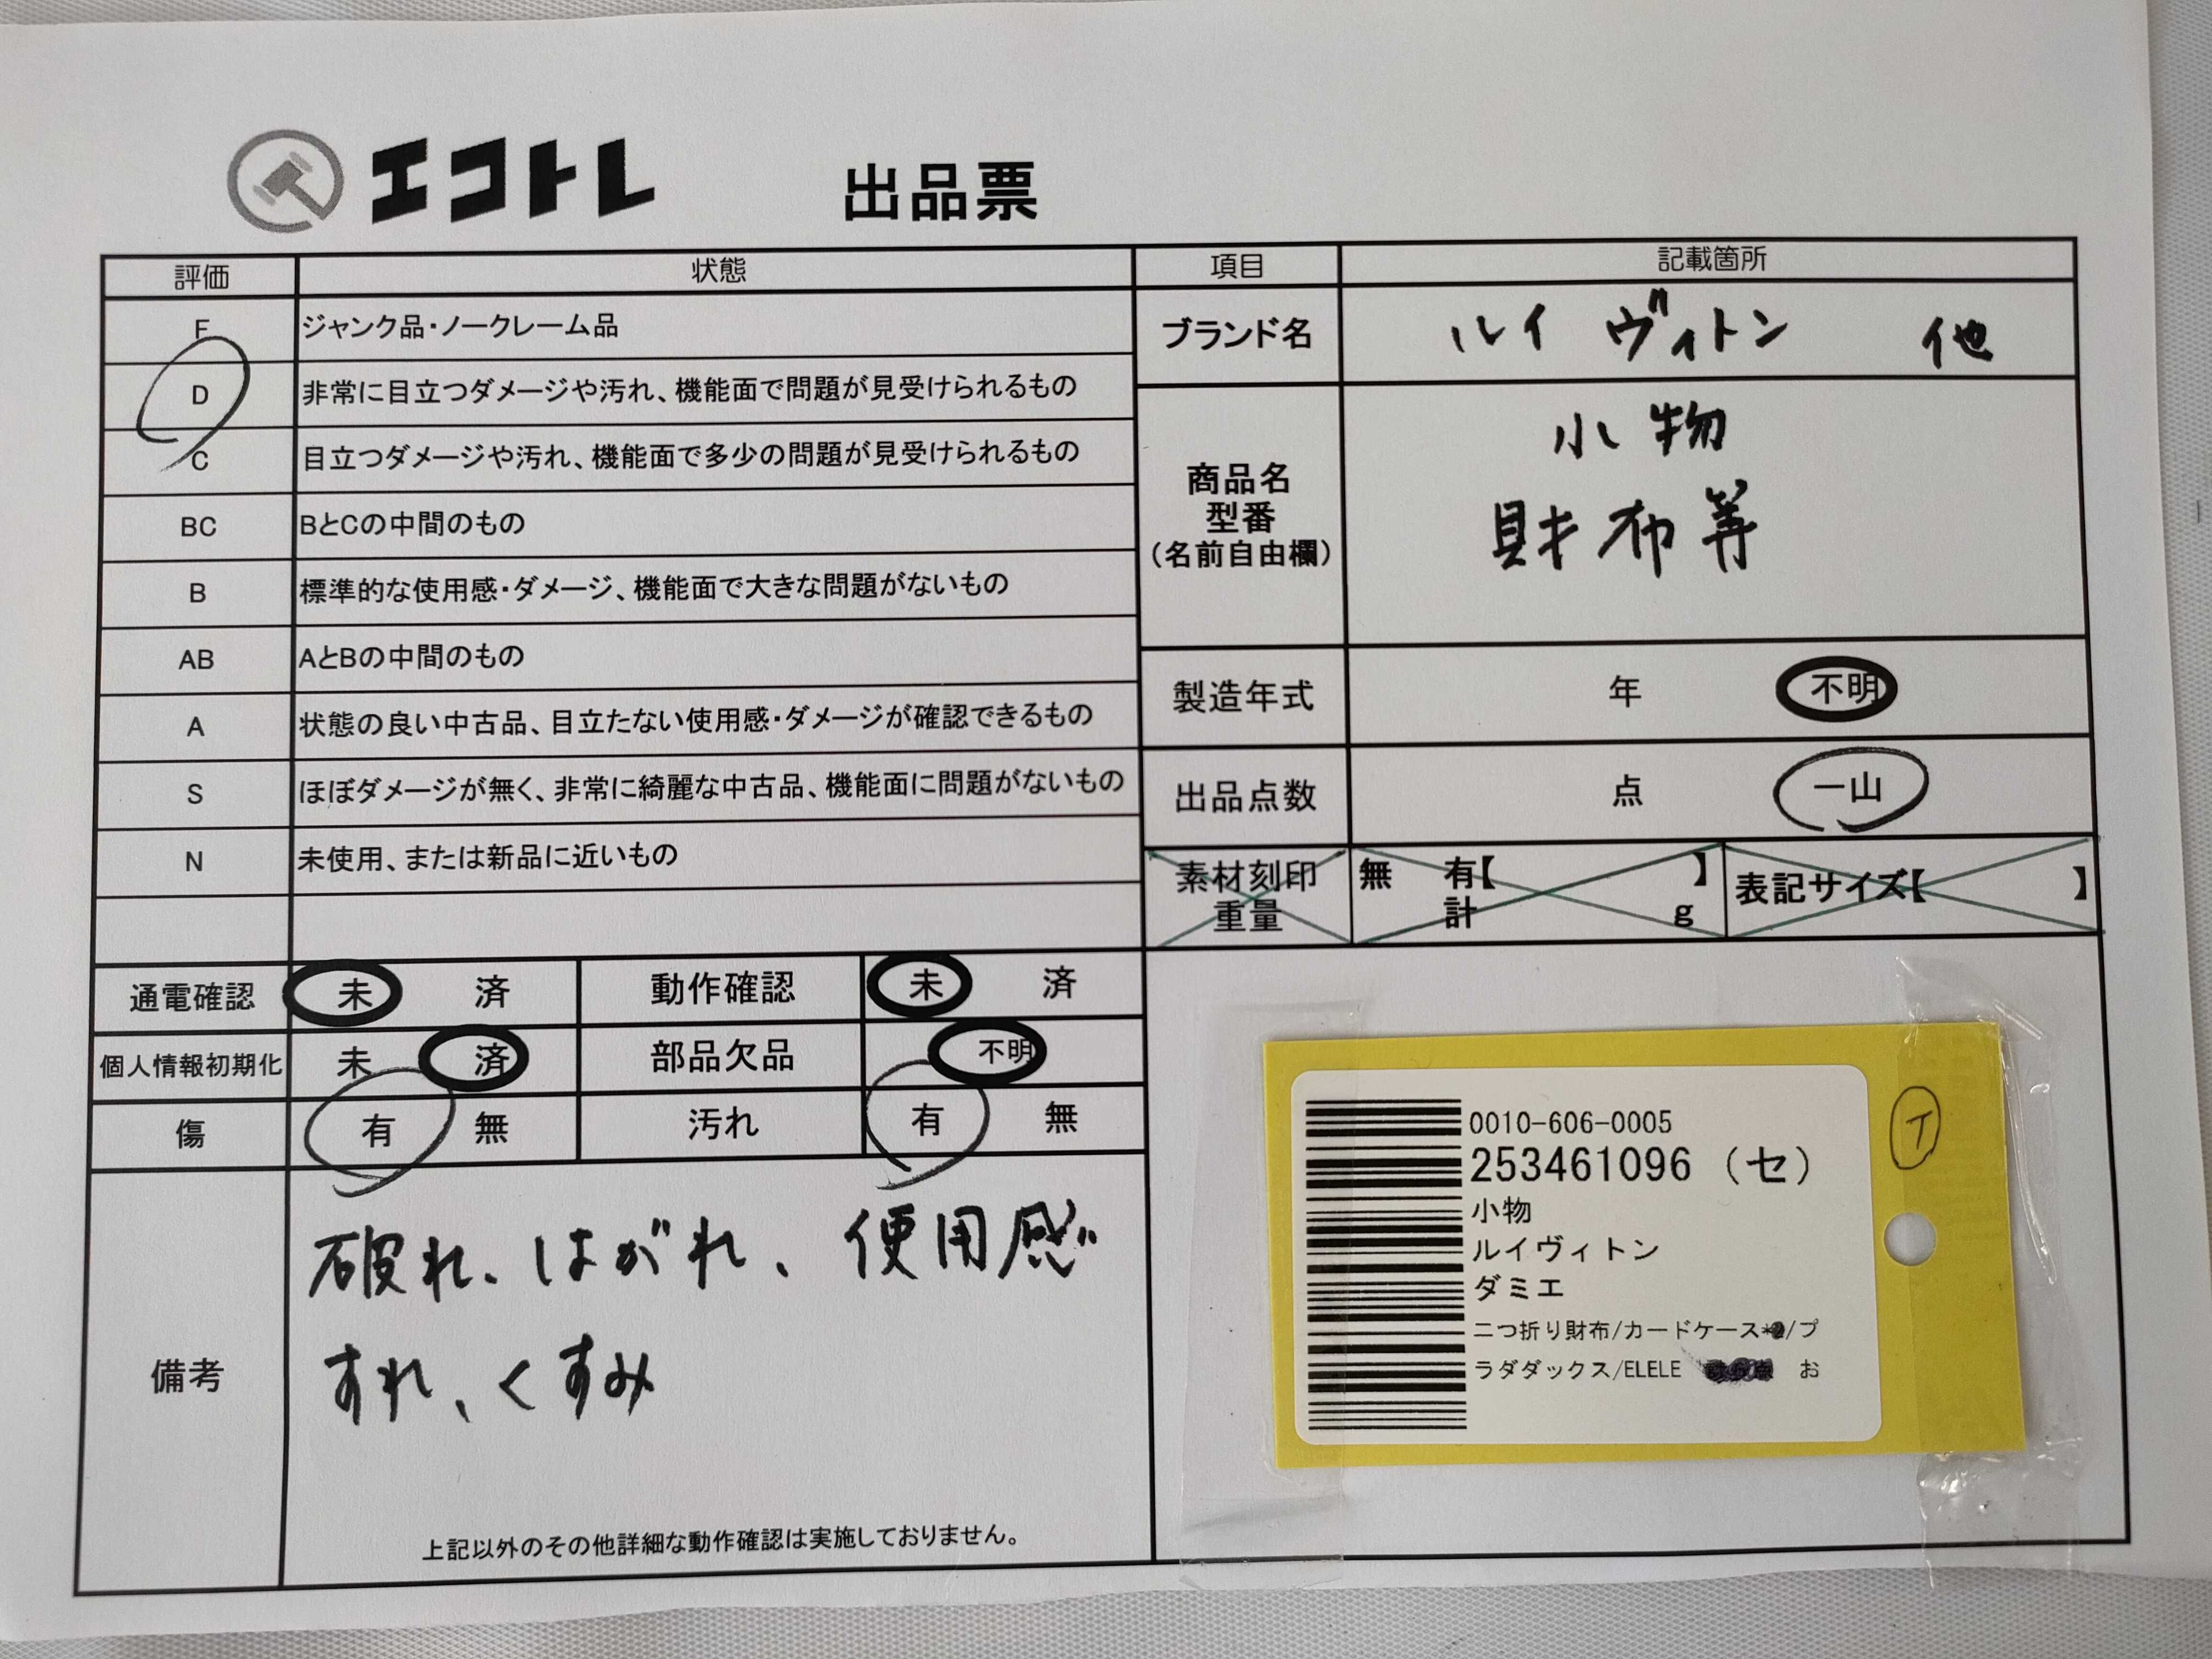 エコトレ 出品票
評価 状態
F ジャンク品・ノークレーム品
D 非常に目立つダメージや汚れ、機能面で問題が見受けられるもの
C 目立つダメージや汚れ、機能面で多少の問題が見受けられるもの
BC BとCの中間のもの
B 標準的な使用感・ダメージ、機能面で大きな問題がないもの
AB AとBの中間のもの
A 状態の良い中古品、目立たない使用感・ダメージが確認できるもの
S ほぼダメージが無く、非常に綺麗な中古品、機能面に問題がないもの
N 未使用、または新品に近いもの
項目 記載箇所
ブランド名 ルイ ヴィトン 他
商品名
型番
(名前自由欄)
小物
財布等
製造年式 年 不明
出品点数 点 一山
素材刻印
重量
無 有【 】
計 g
表記サイズ【 】
通電確認 未 済 動作確認 未 済
個人情報初期化 未 済 部品欠品 不明
傷 有 無 汚れ 有 無
備考
破れ、はがれ、使用感
すれ、くすみ
上記以外のその他詳細な動作確認は実施しておりません。
0010-606-0005
253461096 (セ)
小物
ルイヴィトン
ダミエ
二つ折り財布/カードケース*/プ
ラダダックス/ELELE お
イ